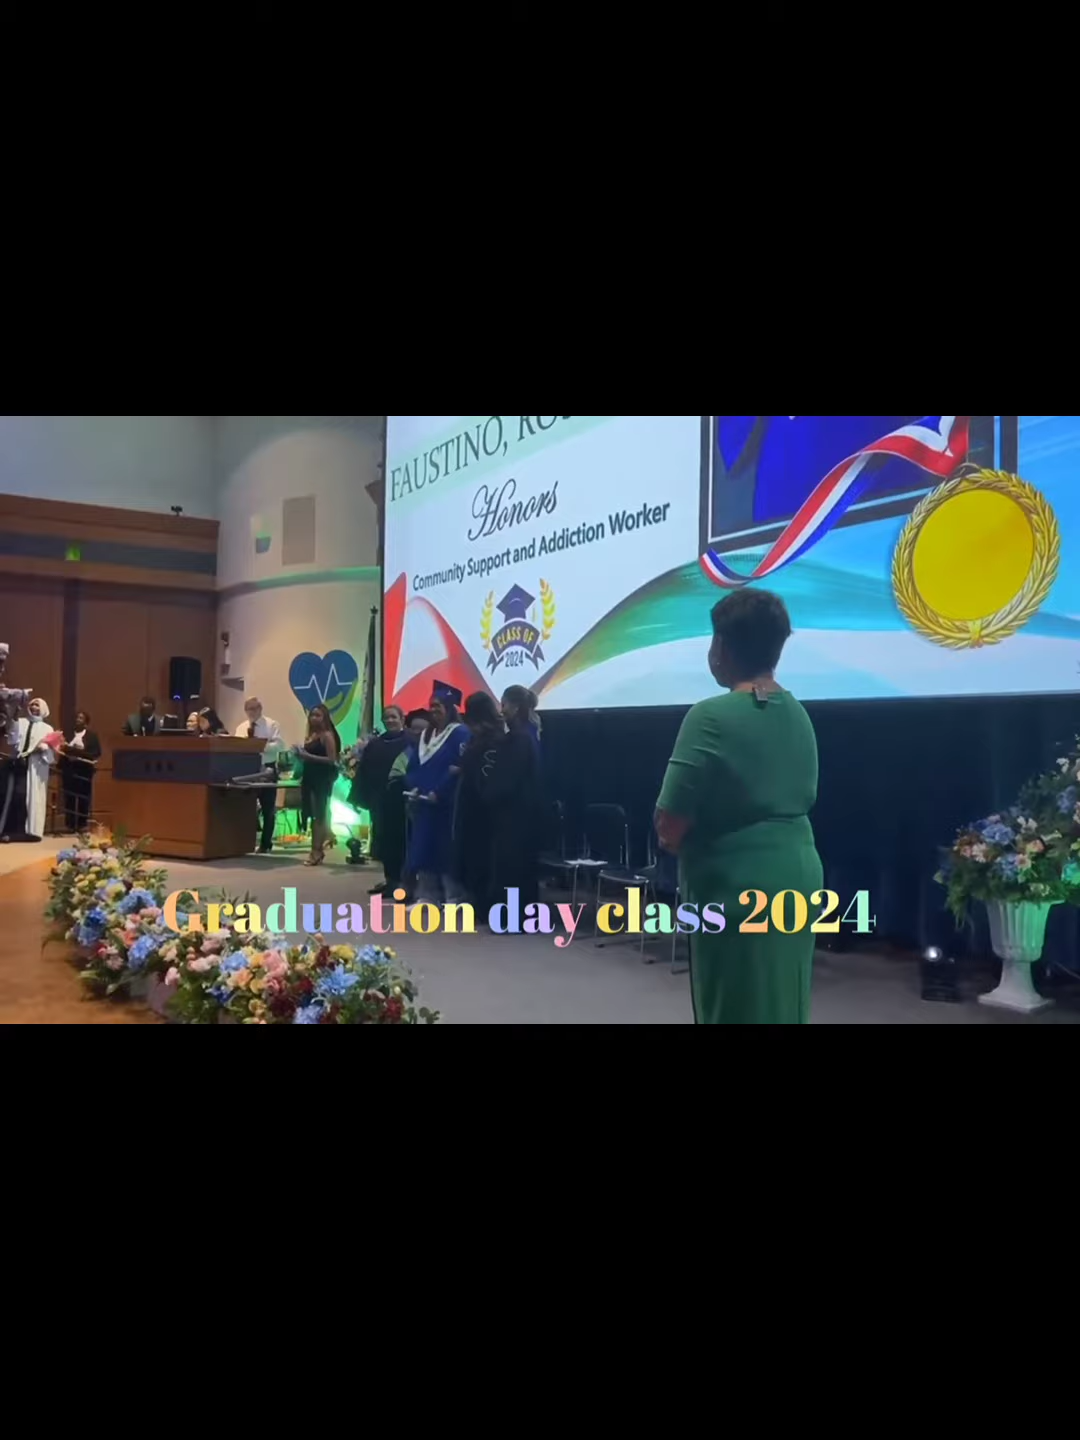 FAUSTINO,
Honors
Community Support and Addiction Worker
CLASS OF
2024
Graduation day class 2024